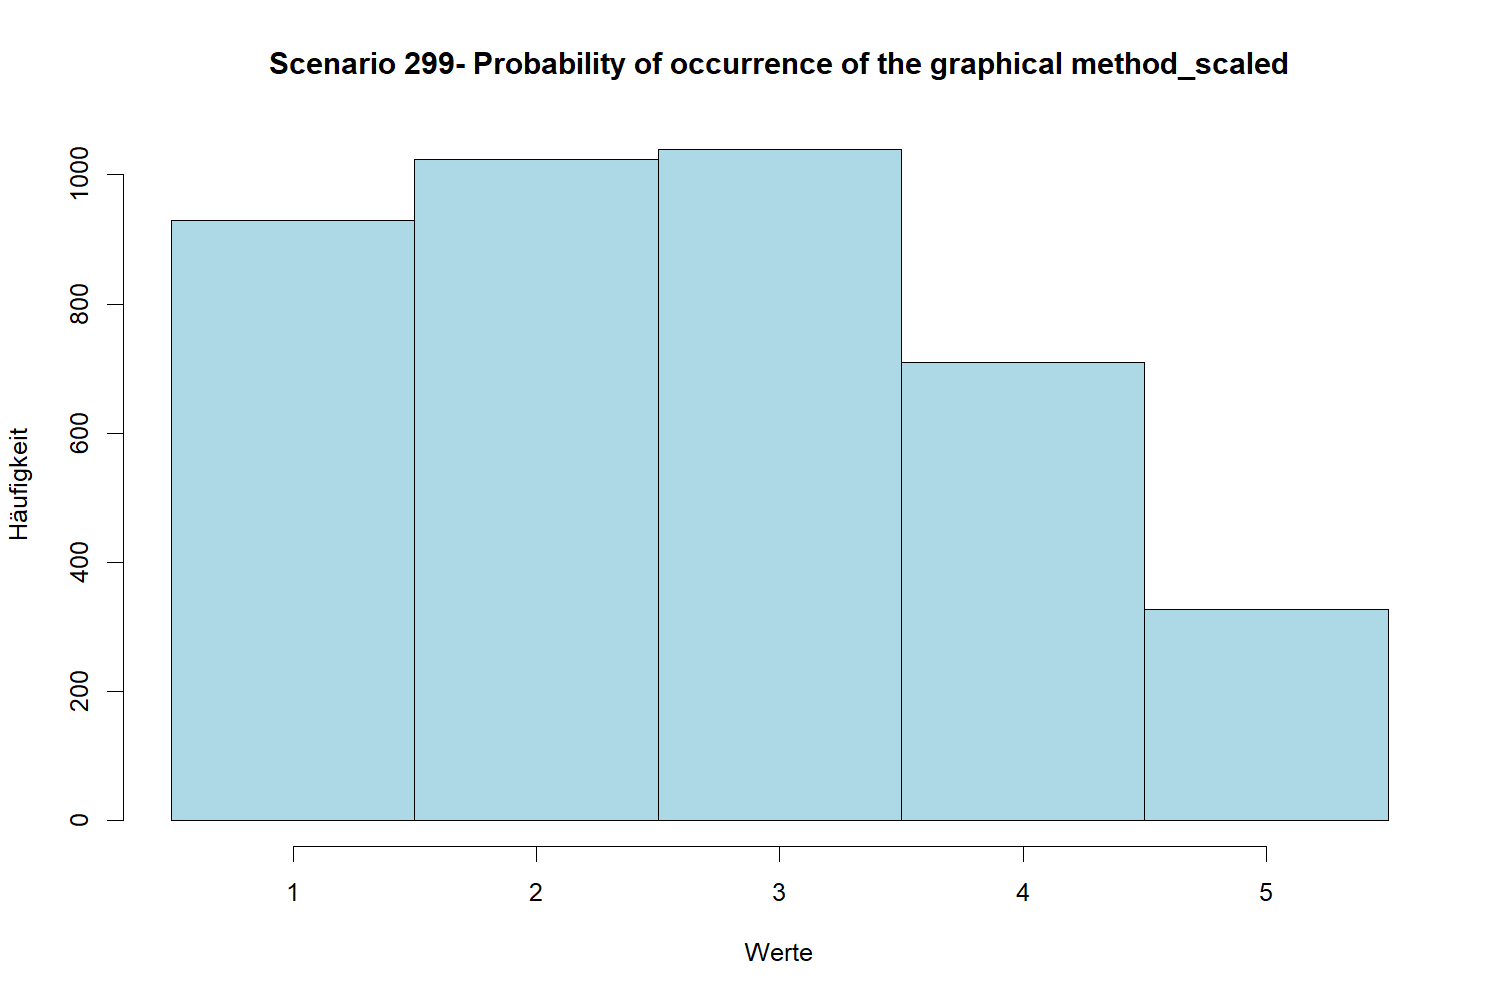 Scenario 299- Probability of occurrence of the graphical method_scaled
1000
800
600
400
200
0
Häufigkeit
1 2 3 4 5
Werte